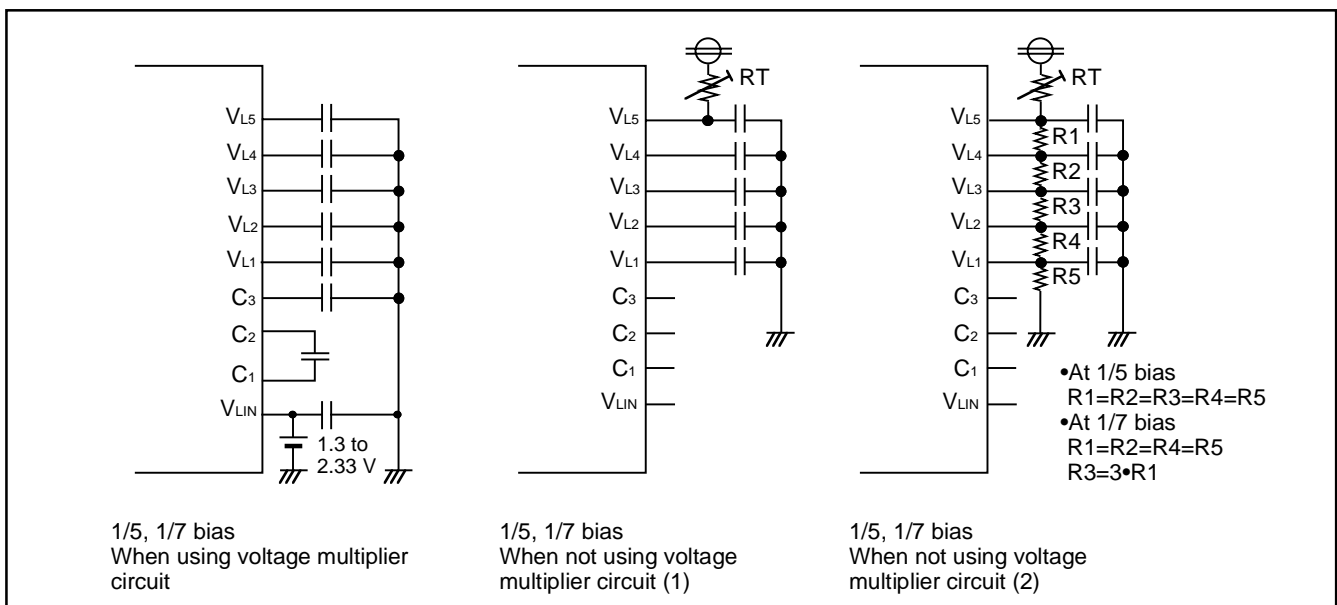 VL5
VL4
VL3
VL2
VL1
C3
C2
C1
VLIN
1.3 to
2.33 V
1/5, 1/7 bias
When using voltage multiplier
circuit
RT
VL5
VL4
VL3
VL2
VL1
C3
C2
C1
VLIN
1/5, 1/7 bias
When not using voltage
multiplier circuit (1)
RT
VL5
R1
VL4
R2
VL3
R3
VL2
R4
VL1
R5
C3
C2
C1
VLIN
•At 1/5 bias
R1=R2=R3=R4=R5
•At 1/7 bias
R1=R2=R4=R5
R3=3•R1
1/5, 1/7 bias
When not using voltage
multiplier circuit (2)